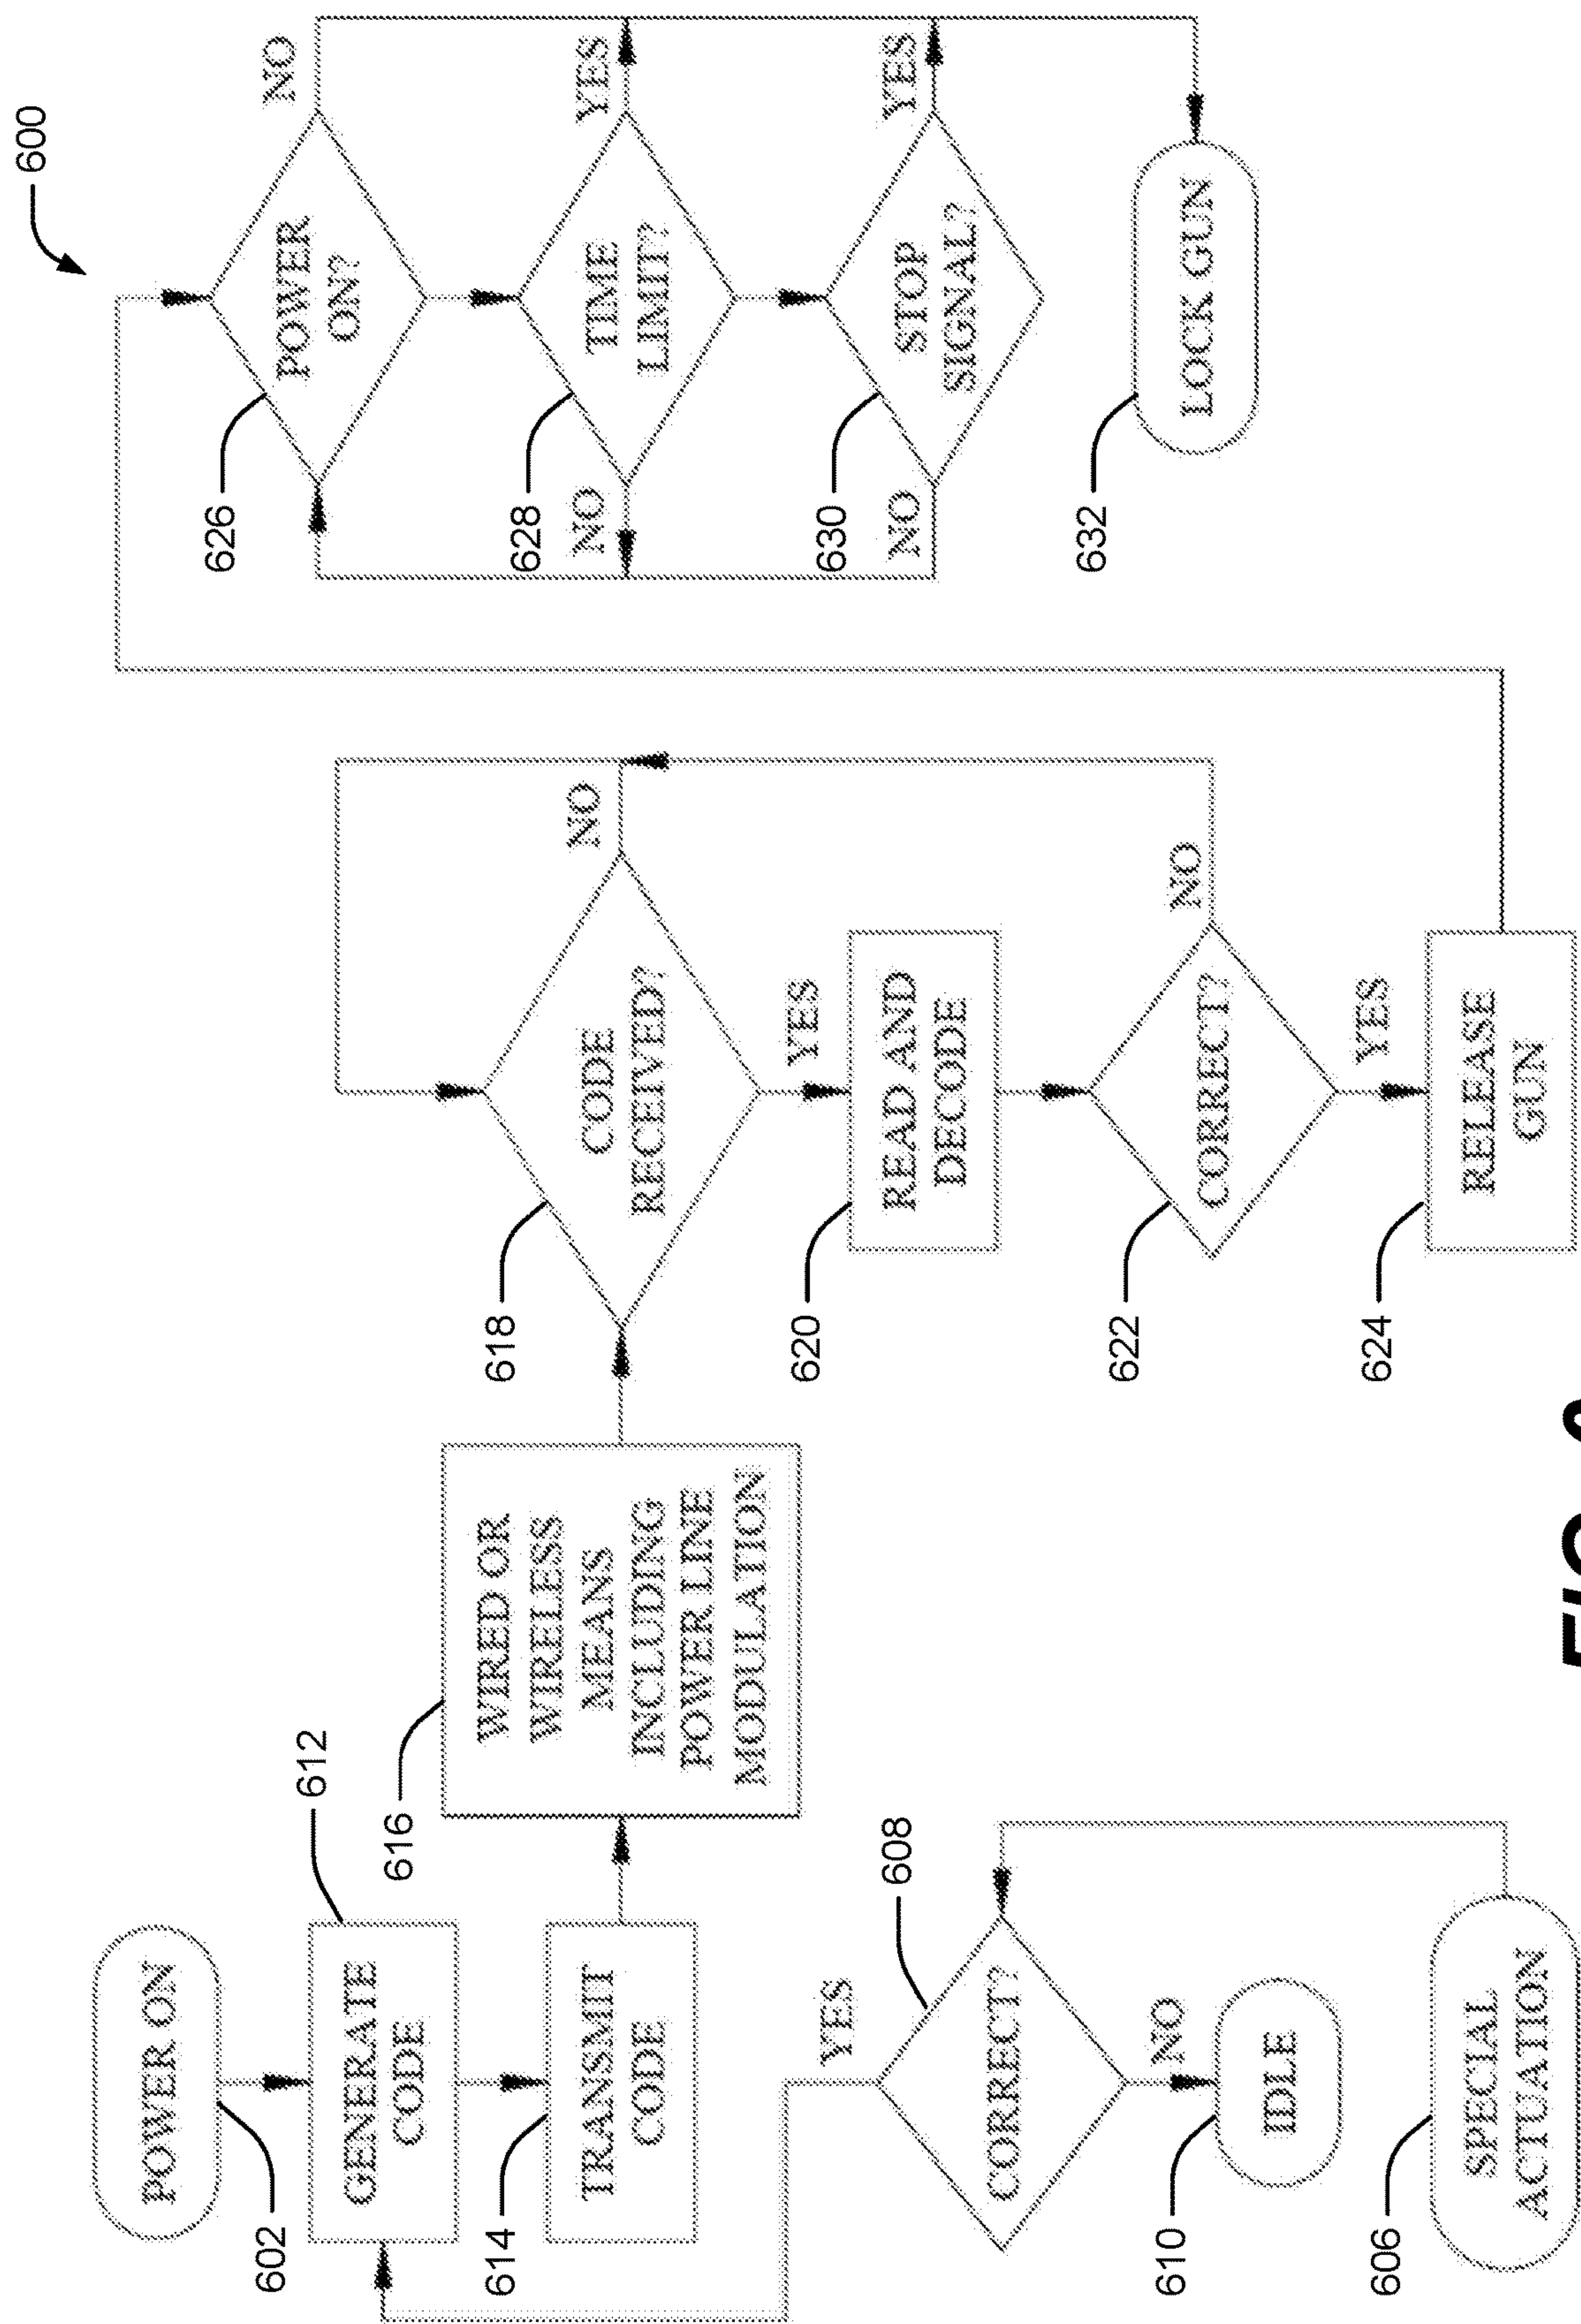 600
POWER ON
602
612
GENERATE
CODE
614
TRANSMIT
CODE
616
WIRED OR
WIRELESS
MEANS
INCLUDING
POWER LINE
MODULATION
YES
608
CORRECT?
NO
610
IDLE
606
SPECIAL
ACTUATION
618
CODE
RECEIVED?
NO
YES
620
READ AND
DECODE
622
CORRECT?
NO
YES
624
RELEASE
GUN
626
POWER
ON?
NO
628
TIME
LIMIT?
NO
YES
630
STOP
SIGNAL?
NO
YES
632
LOCK GUN
FIG.